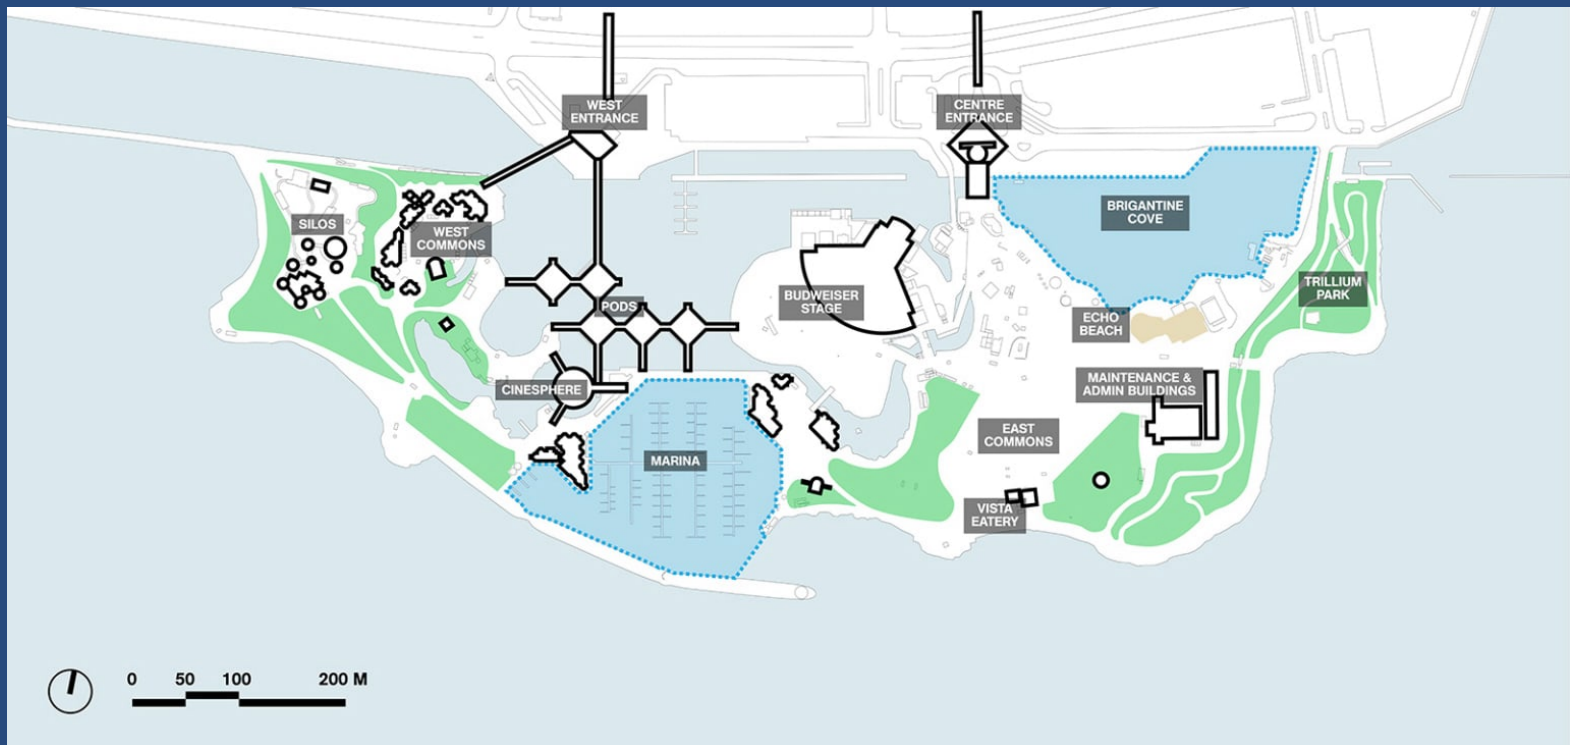 WEST
ENTRANCE
CENTRE
ENTRANCE
SILOS
WEST
COMMONS
BRIGANTINE
COVE
PODS
BUDWEISER
STAGE
TRILLIUM
PARK
ECHO
BEACH
CINESPHERE
MAINTENANCE &
ADMIN BUILDINGS
EAST
COMMONS
MARINA
VISTA
EATERY
0 50 100 200 M